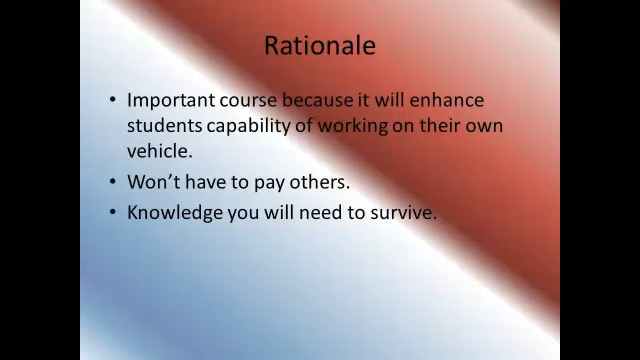 Rationale
• Important course because it will enhance
students capability of working on their own
vehicle.
• Won't have to pay others.
• Knowledge you will need to survive.